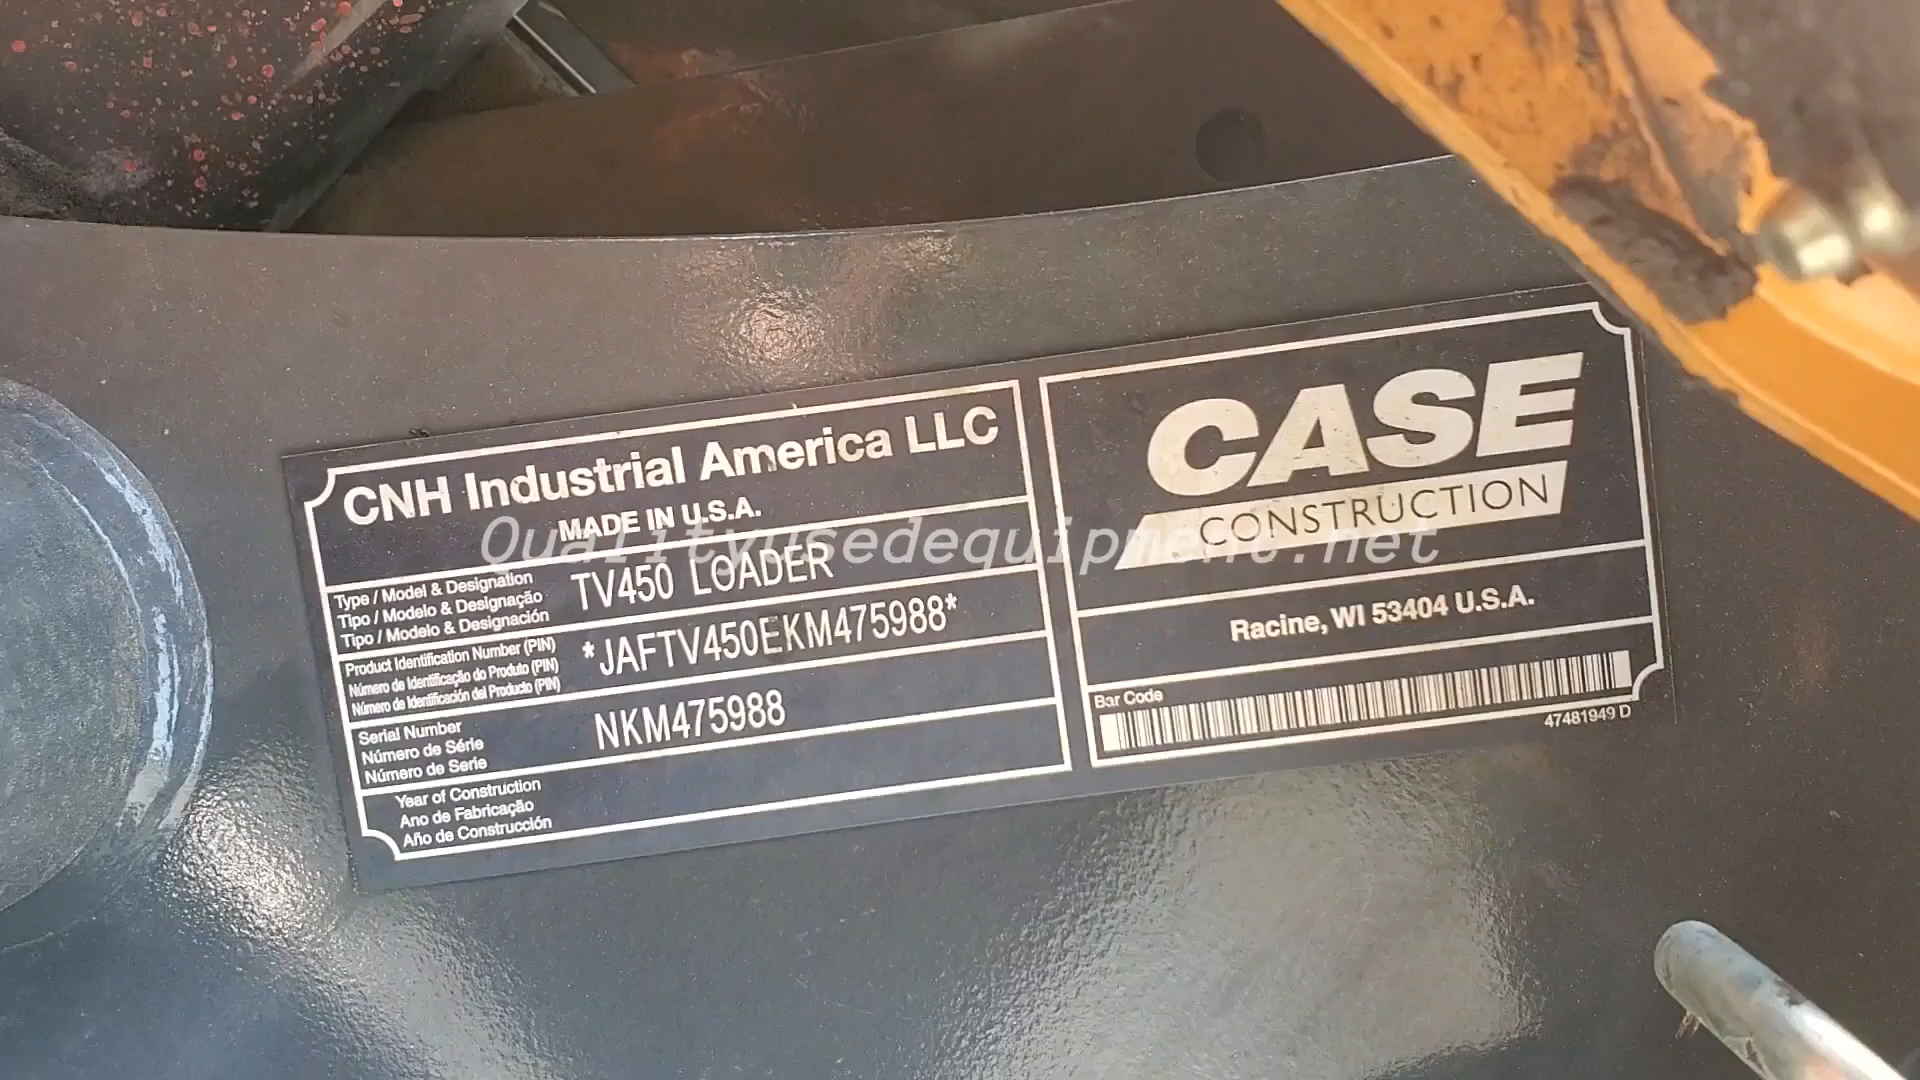 CNH Industrial America LLC
MADE IN U.S.A.
Type / Model & Designation
Tipo / Modelo & Designação
Tipo / Modelo & Designación
TV450 LOADER
Product Identification Number (PIN)
Número de Identificação do Produto (PIN)
Número de Identificación del Producto (PIN)
*JAFTV450EKM475988*
Serial Number
Número de Série
Número de Serie
NKM475988
Year of Construction
Ano de Fabricação
Año de Construcción
CASE
CONSTRUCTION
Racine, WI 53404 U.S.A.
Bar Code
47481949 D
Qualityusedequipment.net